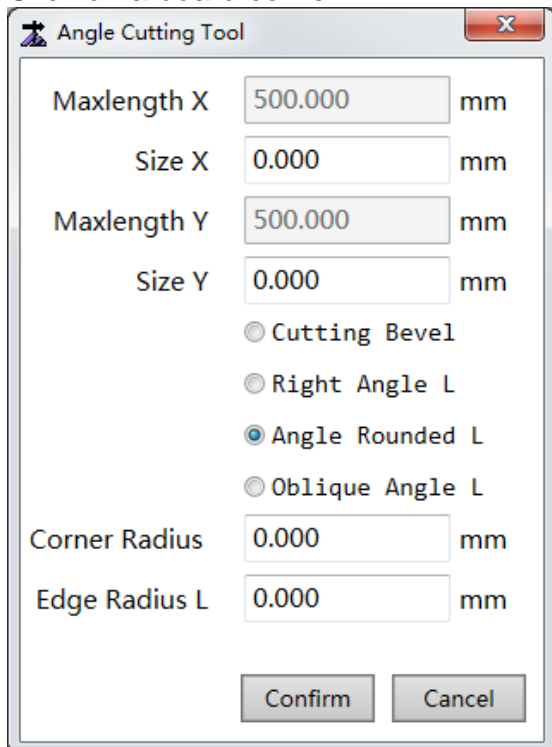 Angle Cutting Tool
Maxlength X 500.000 mm
Size X 0.000 mm
Maxlength Y 500.000 mm
Size Y 0.000 mm
Cutting Bevel
Right Angle L
Angle Rounded L
Oblique Angle L
Corner Radius 0.000 mm
Edge Radius L 0.000 mm
Confirm Cancel